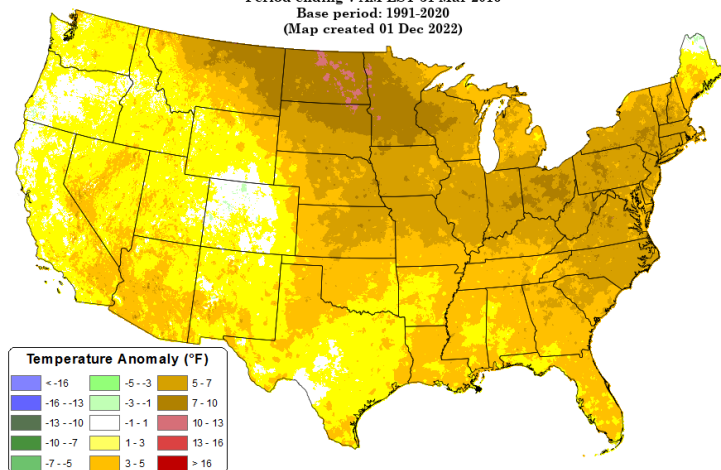 Base period: 1991-2020
(Map created 01 Dec 2022)
Temperature Anomaly (°F)
< -16
-5 - -3
5 - 7
-16 - -13
-3 - -1
7 - 10
-13 - -10
-1 - 1
10 - 13
-10 - -7
1 - 3
13 - 16
-7 - -5
3 - 5
> 16